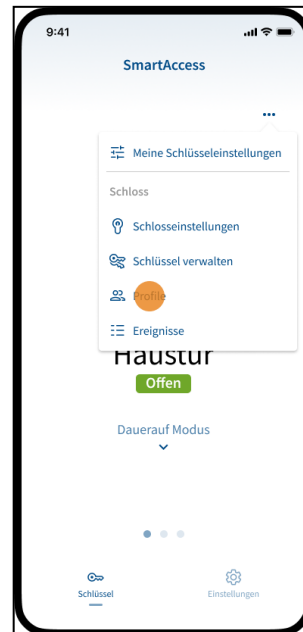 9:41
SmartAccess
Meine Schlüsseleinstellungen
Schloss
Schlosseinstellungen
Schlüssel verwalten
Profile
Ereignisse
Haustür
Offen
Dauerauf Modus
Schlüssel
Einstellungen